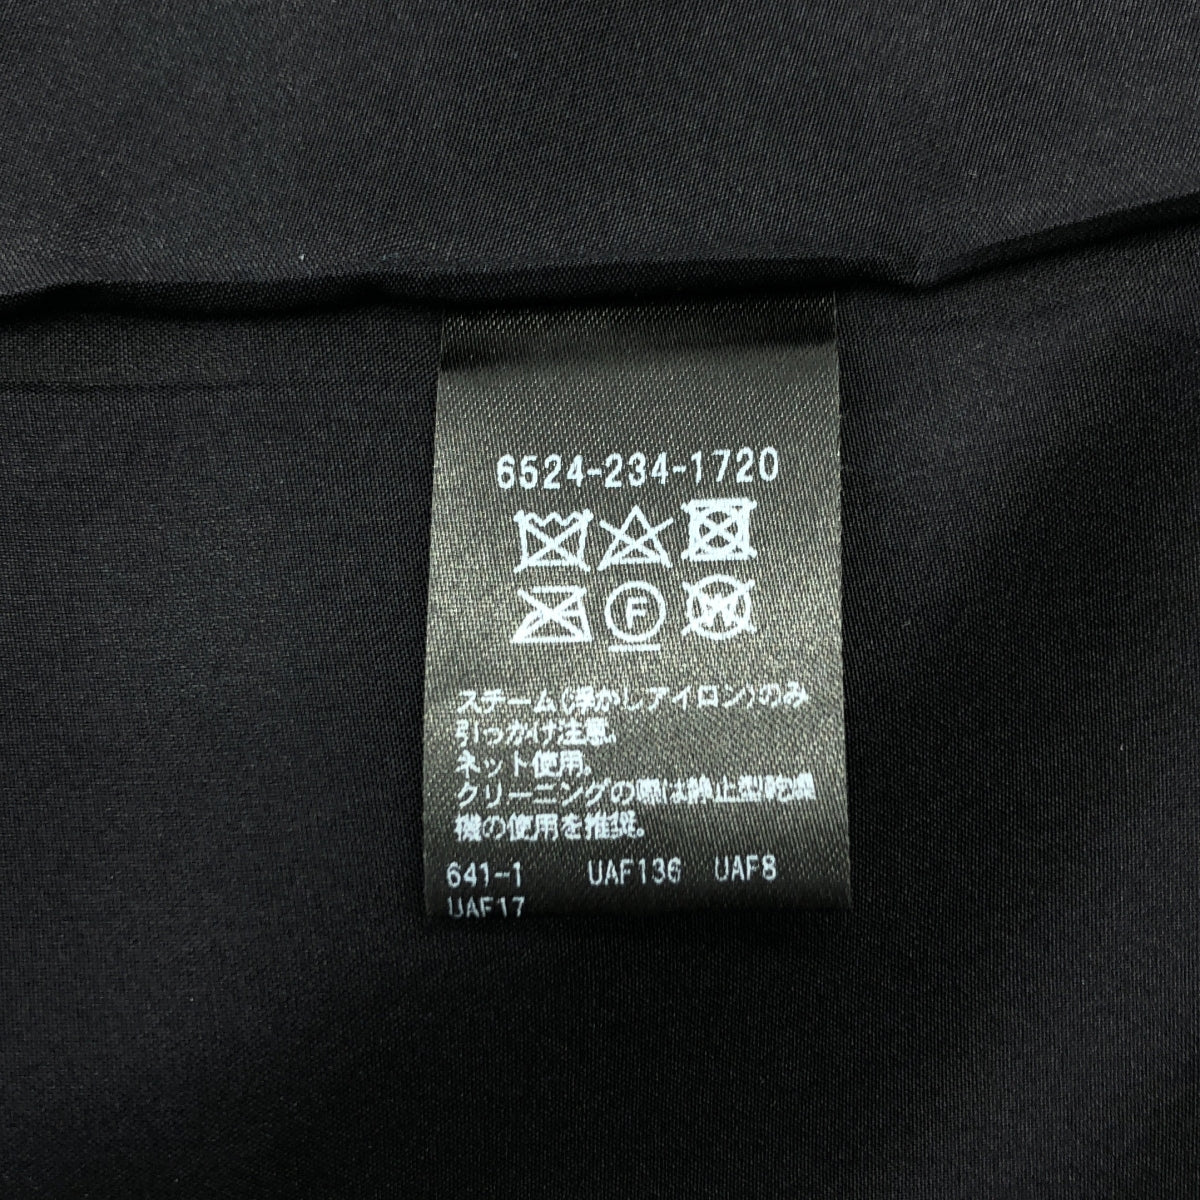 6524-234-1720
F
W
ステーム(浮かしアイロン)のみ
引っかけ注意。
ネット使用。
クリーニングの際は静止型乾燥
機の使用を推奨。
641-1 UAF136 UAF8
UAF17